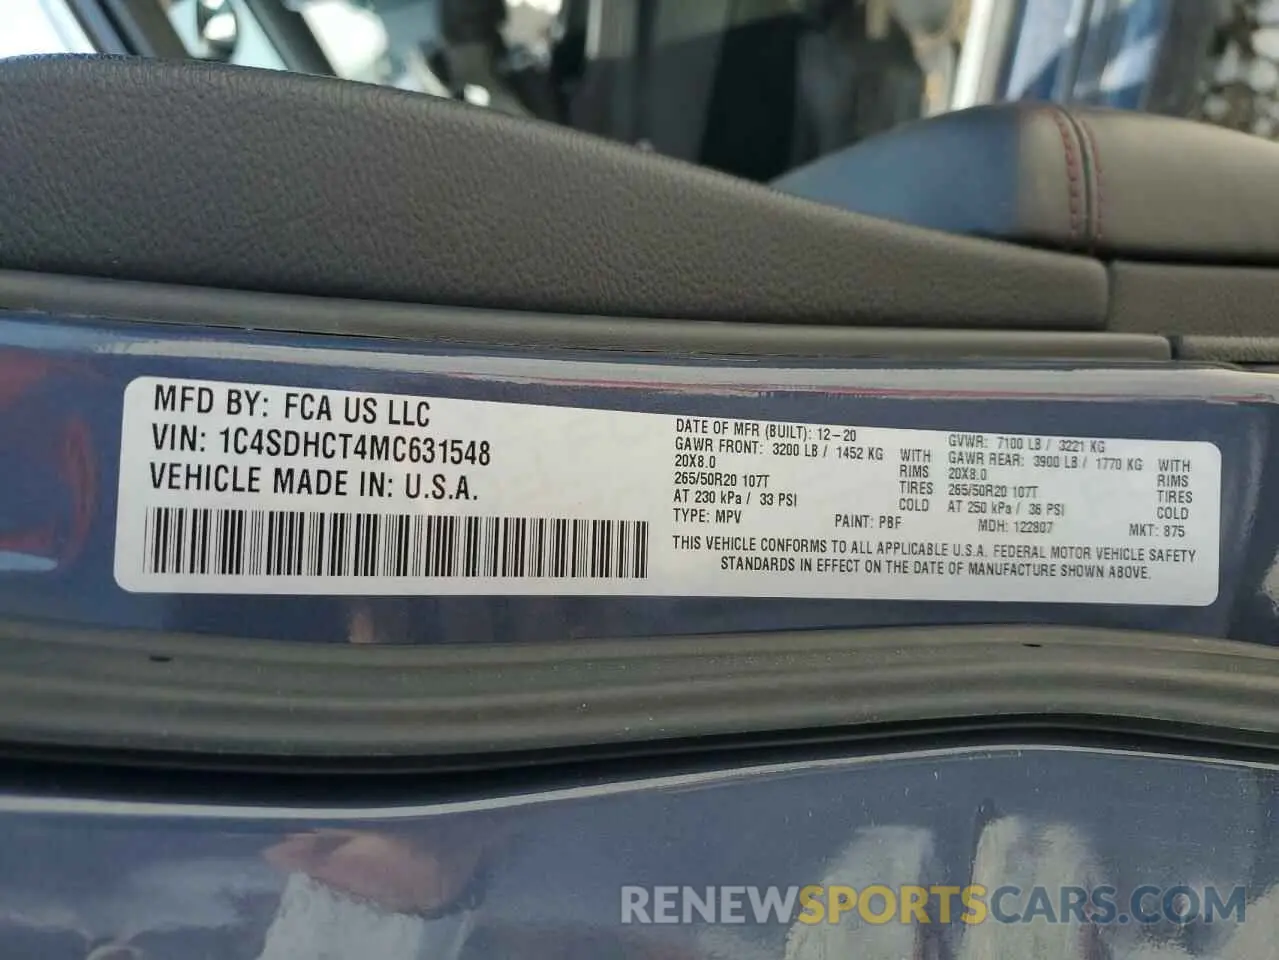 MFD BY: FCA US LLC
VIN: 1C4SDHCT4MC631548
VEHICLE MADE IN: U.S.A.
DATE OF MFR (BUILT): 12-20
GAWR FRONT: 3200 LB / 1452 KG WITH
20X8.0 RIMS
265/50R20 107T TIRES
AT 230 kPa / 33 PSI COLD
GVWR: 7100 LB / 3221 KG
GAWR REAR: 3900 LB / 1770 KG WITH
20X8.0 RIMS
265/50R20 107T TIRES
AT 250 kPa / 36 PSI COLD
TYPE: MPV PAINT: PBF MDH: 122807 MKT: 875
THIS VEHICLE CONFORMS TO ALL APPLICABLE U.S.A. FEDERAL MOTOR VEHICLE SAFETY
STANDARDS IN EFFECT ON THE DATE OF MANUFACTURE SHOWN ABOVE.
RENEWSPORTSCARS.COM